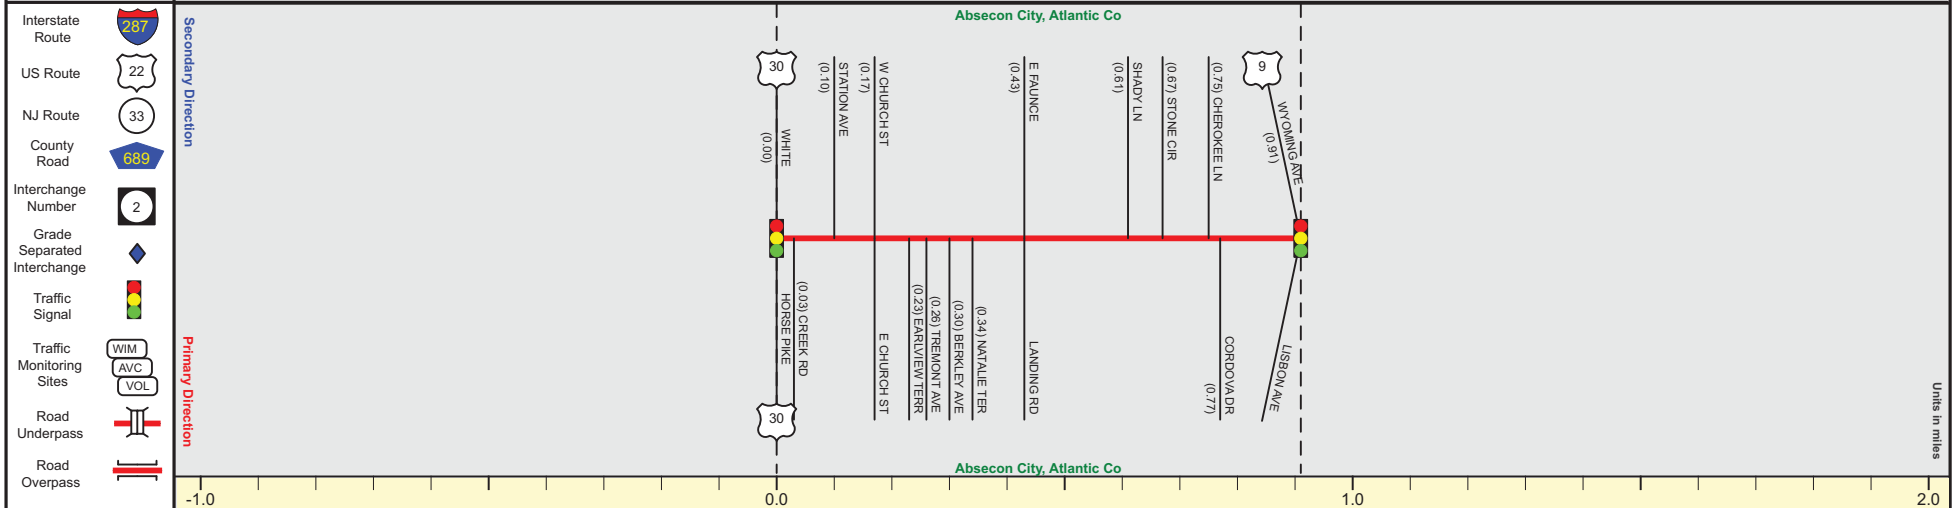 Interstate
Route
287
US Route
22
NJ Route
33
County
Road
689
Interchange
Number
2
Grade
Separated
Interchange
Traffic
Signal
Traffic
Monitoring
Sites
WIM
AVC
VOL
Road
Underpass
Road
Overpass
Secondary Direction
Primary Direction
Absecon City, Atlantic Co
30
WHITE
(0.00)
STATION AVE
(0.10)
W CHURCH ST
(0.17)
E FAUNCE
(0.43)
SHADY LN
(0.61)
(0.67) STONE CIR
(0.75) CHEROKEE LN
9
WYOMING AVE
(0.91)
HORSE PIKE
30
(0.03) CREEK RD
E CHURCH ST
(0.23) EARLVIEW TERR
(0.26) TREMONT AVE
(0.30) BERKLEY AVE
(0.34) NATALIE TER
LANDING RD
CORDOVA DR
(0.77)
LISBON AVE
Absecon City, Atlantic Co
Units in miles
-1.0
0.0
1.0
2.0